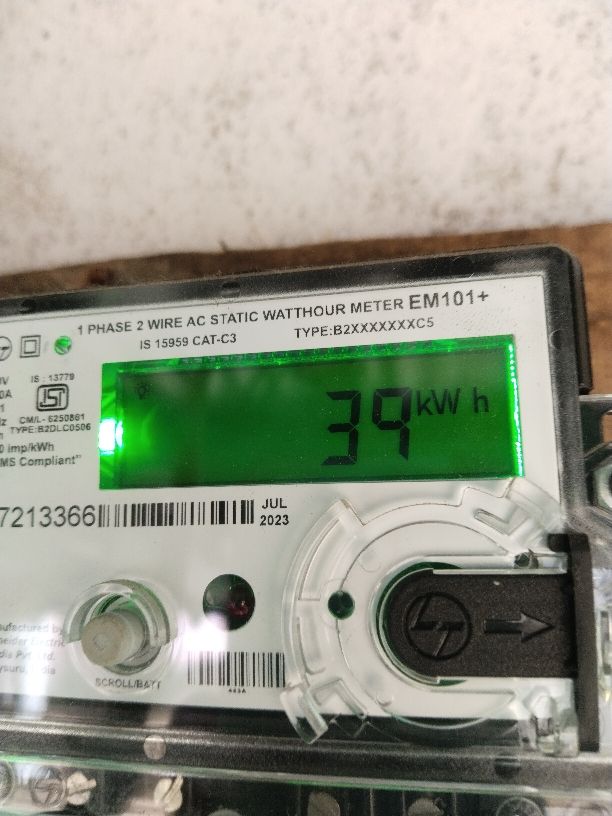 1 PHASE 2 WIRE AC STATIC WATTHOUR METER EM101+
IS 15959 CAT-C3 TYPE:B2XXXXXXXC5
IS : 13779
ISI
CM/L- 6250861
TYPE:B2DLC0506
imp/kWh
Compliant"
39 kW h
7213366
JUL
2023
SCROLL/BATT